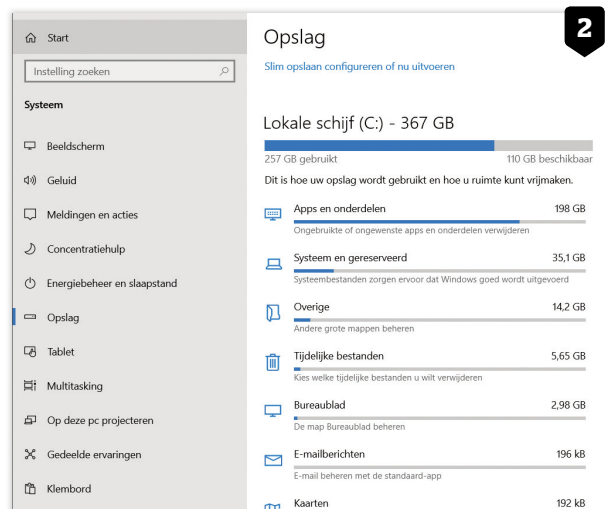 Start
Instelling zoeken
Systeem
Beeldscherm
Geluid
Meldingen en acties
Concentratiehulp
Energiebeheer en slaapstand
Opslag
Tablet
Multitasking
Op deze pc projecteren
Gedeelde ervaringen
Klembord
2
Opslag
Slim opslaan configureren of nu uitvoeren
Lokale schijf (C:) - 367 GB
257 GB gebruikt 110 GB beschikbaar
Dit is hoe uw opslag wordt gebruikt en hoe u ruimte kunt vrijmaken.
Apps en onderdelen 198 GB
Ongebruikte of ongewenste apps en onderdelen verwijderen
Systeem en gereserveerd 35,1 GB
Systeembestanden zorgen ervoor dat Windows goed wordt uitgevoerd
Overige 14,2 GB
Andere grote mappen beheren
Tijdelijke bestanden 5,65 GB
Kies welke tijdelijke bestanden u wilt verwijderen
Bureaublad 2,98 GB
De map Bureaublad beheren
E-mailberichten 196 kB
E-mail beheren met de standaard-app
Kaarten 192 kB